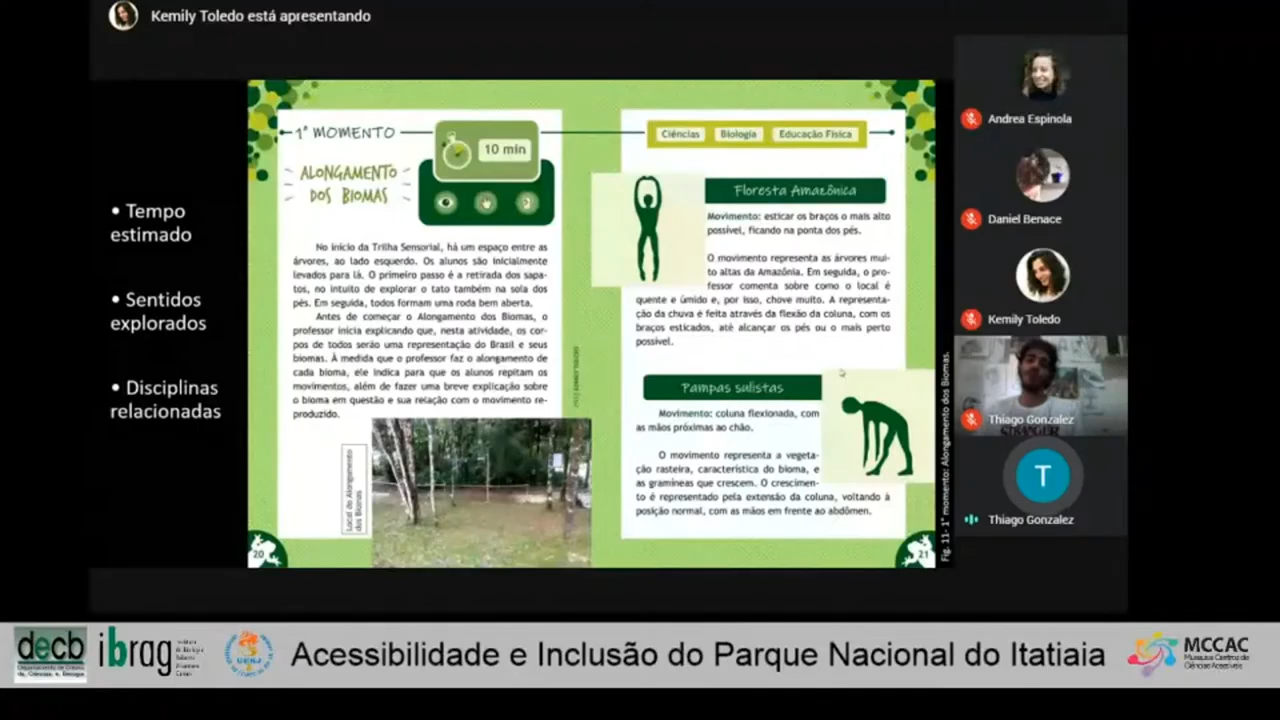 Kemily Toledo está apresentando
• Tempo
estimado
• Sentidos
explorados
• Disciplinas
relacionadas
1º MOMENTO
10 min
ALONGAMENTO
DOS BIOMAS
No início da Trilha Sensorial, há um espaço entre as
árvores, ao lado esquerdo. Os alunos são inicialmente
levados para lá. O primeiro passo é a retirada dos sapa-
tos, no intuito de explorar o tato também na sola dos
pés. Em seguida, todos formam uma roda bem aberta.
Antes de começar o Alongamento dos Biomas, o
professor inicia explicando que, nesta atividade, os cor-
pos de todos serão uma representação do Brasil e seus
biomas. À medida que o professor faz o alongamento de
cada bioma, ele indica para que os alunos repitam os
movimentos, além de fazer uma breve explicação sobre
o bioma em questão e sua relação com o movimento re-
produzido.
Local do Alongamento
dos Biomas
20
Ciências
Biologia
Educação Física
Floresta Amazônica
Movimento: esticar os braços o mais alto
possível, ficando na ponta dos pés.
O movimento representa as árvores mui-
to altas da Amazônia. Em seguida, o pro-
fessor comenta sobre como o local é
quente e úmido e, por isso, chove muito. A representa-
ção da chuva é feita através da flexão da coluna, com os
braços esticados, até alcançar os pés ou o mais perto
possível.
Pampas sulistas
Movimento: coluna flexionada, com
as mãos próximas ao chão.
O movimento representa a vegeta-
ção rasteira, característica do bioma, e
as gramíneas que crescem. O crescimen-
to é representado pela extensão da coluna, voltando à
posição normal, com as mãos em frente ao abdômen.
21
Fig. 11- 1° momento: Alongamento dos Biomas.
Andrea Espinola
Daniel Benace
Kemily Toledo
Thiago Gonzalez
STRANGER
T
Thiago Gonzalez
decb
ibrag
UERJ
Acessibilidade e Inclusão do Parque Nacional do Itatiaia
MCCAC
Museu e Centro de
Ciências Acessíveis